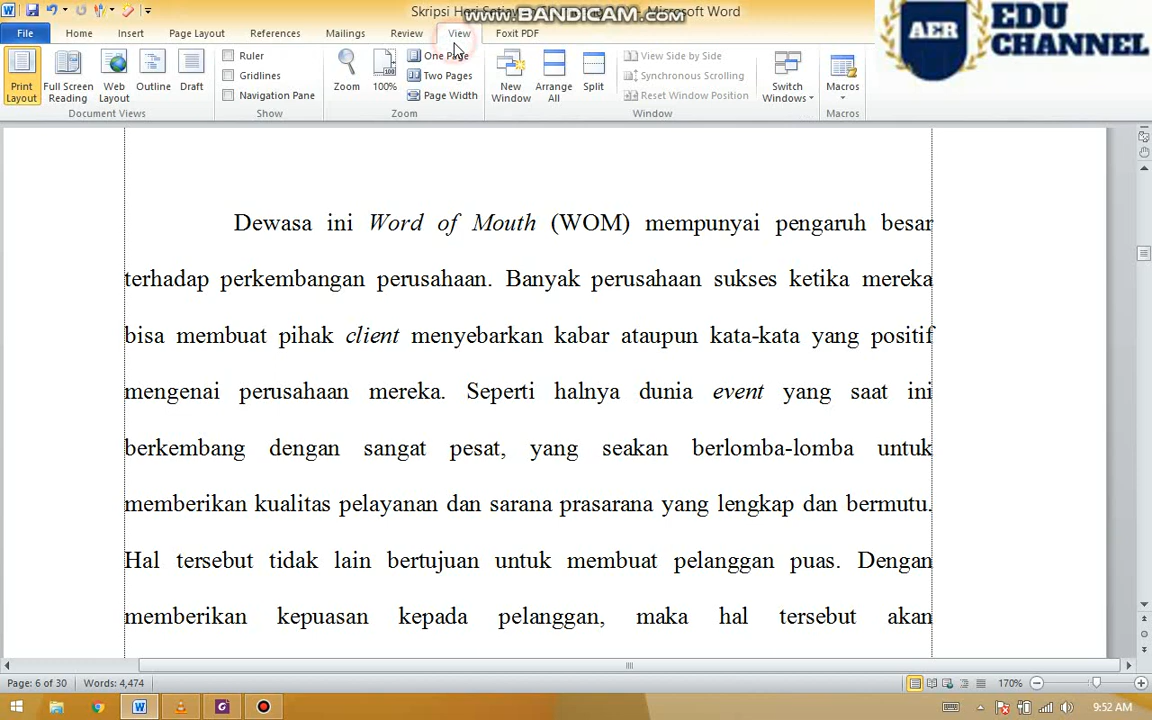 Skripsi Hari Setiy
Microsoft Word
www.BANDICAM.com
AER
EDU
CHANNEL
File
Home
Insert
Page Layout
References
Mailings
Review
View
Foxit PDF
Print
Layout
Full Screen
Reading
Web
Layout
Outline
Draft
Document Views
Ruler
Gridlines
Navigation Pane
Show
Zoom
100%
One Page
Two Pages
Page Width
Zoom
New
Window
Arrange
All
Split
View Side by Side
Synchronous Scrolling
Reset Window Position
Window
Switch
Windows
Macros
Macros
Dewasa ini Word of Mouth (WOM) mempunyai pengaruh besar
terhadap perkembangan perusahaan. Banyak perusahaan sukses ketika mereka
bisa membuat pihak client menyebarkan kabar ataupun kata-kata yang positif
mengenai perusahaan mereka. Seperti halnya dunia event yang saat ini
berkembang dengan sangat pesat, yang seakan berlomba-lomba untuk
memberikan kualitas pelayanan dan sarana prasarana yang lengkap dan bermutu.
Hal tersebut tidak lain bertujuan untuk membuat pelanggan puas. Dengan
memberikan kepuasan kepada pelanggan, maka hal tersebut akan
Page: 6 of 30
Words: 4,474
170%
9:52 AM